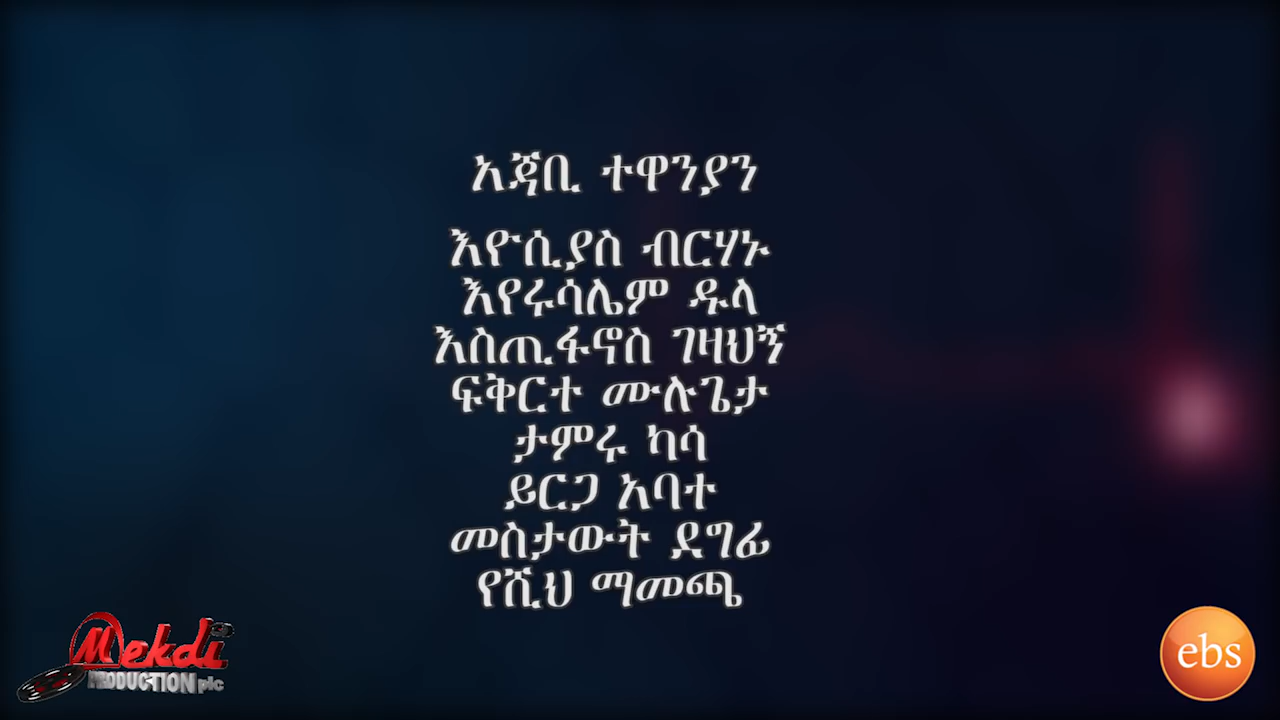 አጃቢ ተዋንያን
እዮሲያስ ብርሃኑ
እየሩሳሌም ዱላ
እስጢፋኖስ ገዛህኝ
ፍቅርተ ሙሉጌታ
ታምሩ ካሳ
ይርጋ አባተ
መስታውት ደግፊ
የሺህ ማመጫ
Mekdi
PRODUCTION plc
ebs